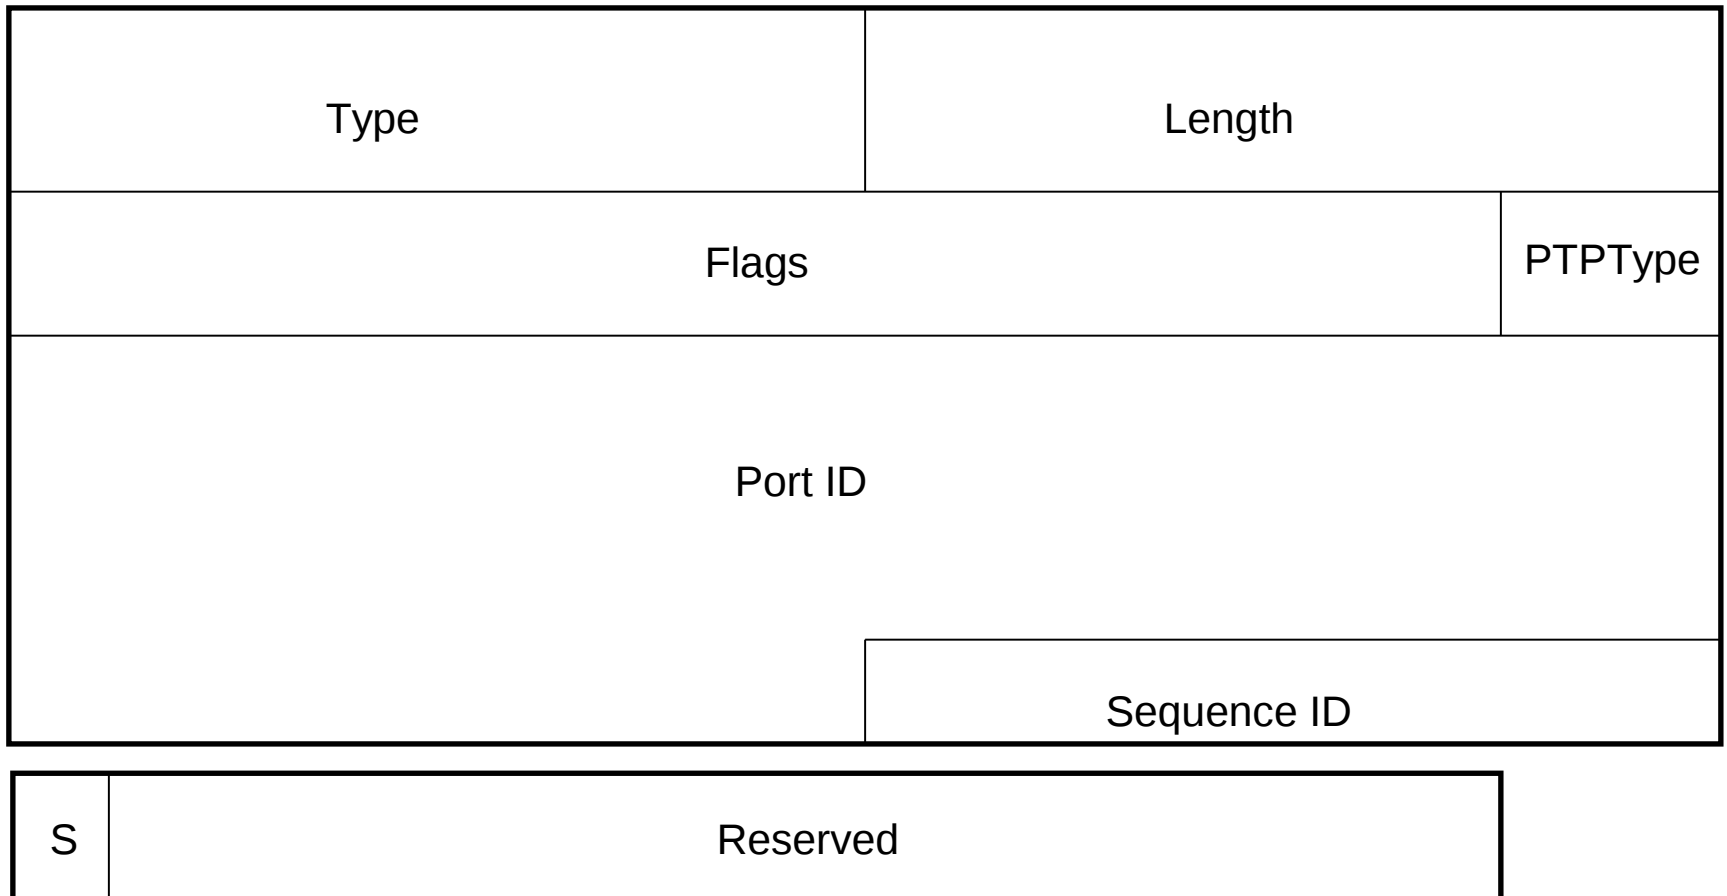 Type
Length
Flags
PTPType
Port ID
Sequence ID
S
Reserved